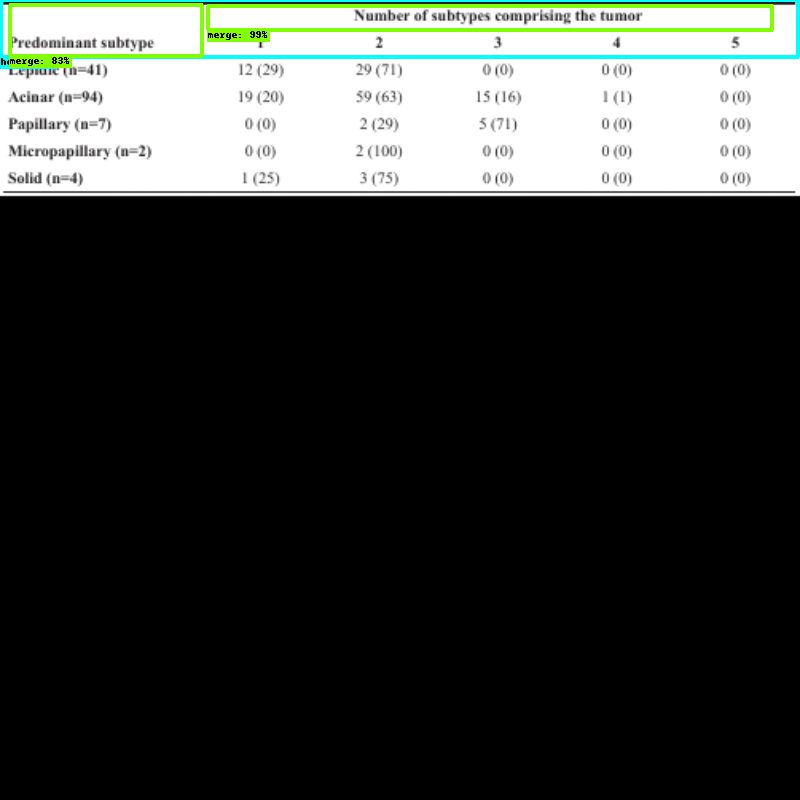 Number of subtypes comprising the tumor
merge: 99%
Predominant subtype 1 2 3 4 5
merge: 83%
Lepidic (n=41) 12 (29) 29 (71) 0 (0) 0 (0) 0 (0)
Acinar (n=94) 19 (20) 59 (63) 15 (16) 1 (1) 0 (0)
Papillary (n=7) 0 (0) 2 (29) 5 (71) 0 (0) 0 (0)
Micropapillary (n=2) 0 (0) 2 (100) 0 (0) 0 (0) 0 (0)
Solid (n=4) 1 (25) 3 (75) 0 (0) 0 (0) 0 (0)